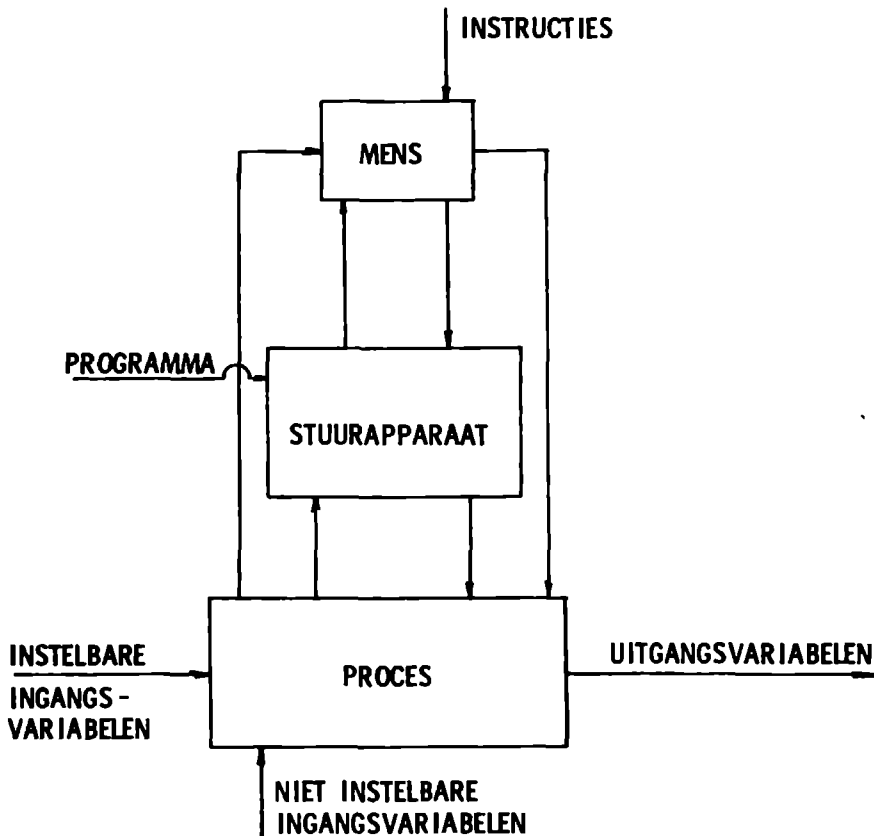 INSTRUCTIES
MENS
PROGRAMMA
STUURAPPARAAT
INSTELBARE
INGANGS-
VARIABELEN
PROCES
UITGANGSVARIABELEN
NIET INSTELBARE
INGANGSVARIABELEN